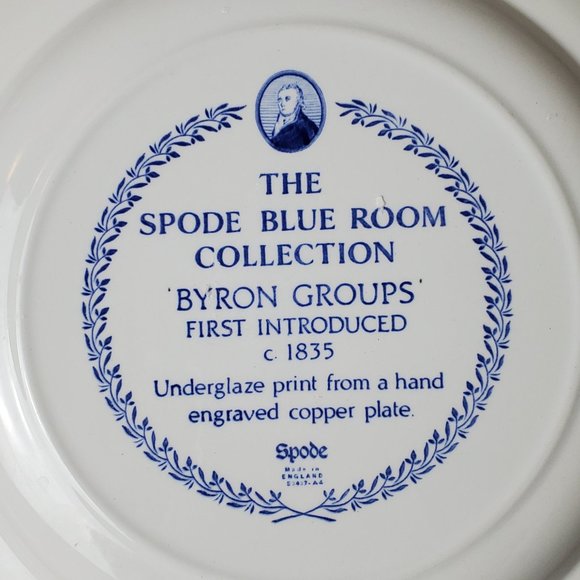 THE
SPODE BLUE ROOM
COLLECTION
'BYRON GROUPS'
FIRST INTRODUCED
c. 1835
Underglaze print from a hand
engraved copper plate.
Spode
Made in
ENGLAND